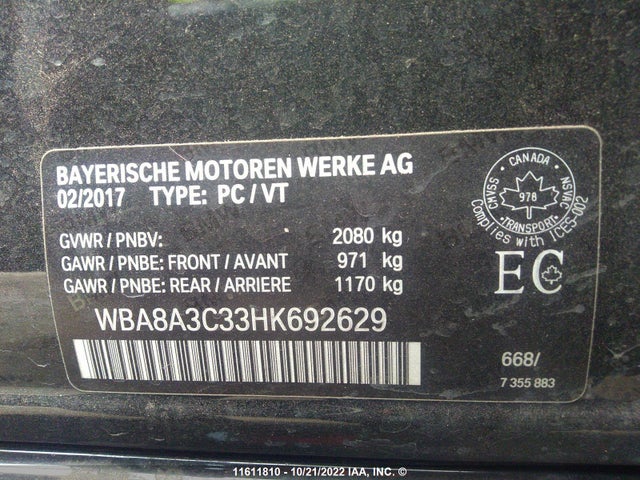 BAYERISCHE MOTOREN WERKE AG
02/2017 TYPE: PC / VT
GVWR / PNBV: 2080 kg
GAWR / PNBE: FRONT / AVANT 971 kg
GAWR / PNBE: REAR / ARRIERE 1170 kg
WBA8A3C33HK692629
CANADA
CMVSS
978
NSVAC
TRANSPORT
Complies with ICES-002
EC
668/
7 355 883
11611810 - 10/21/2022 IAA, INC. ©